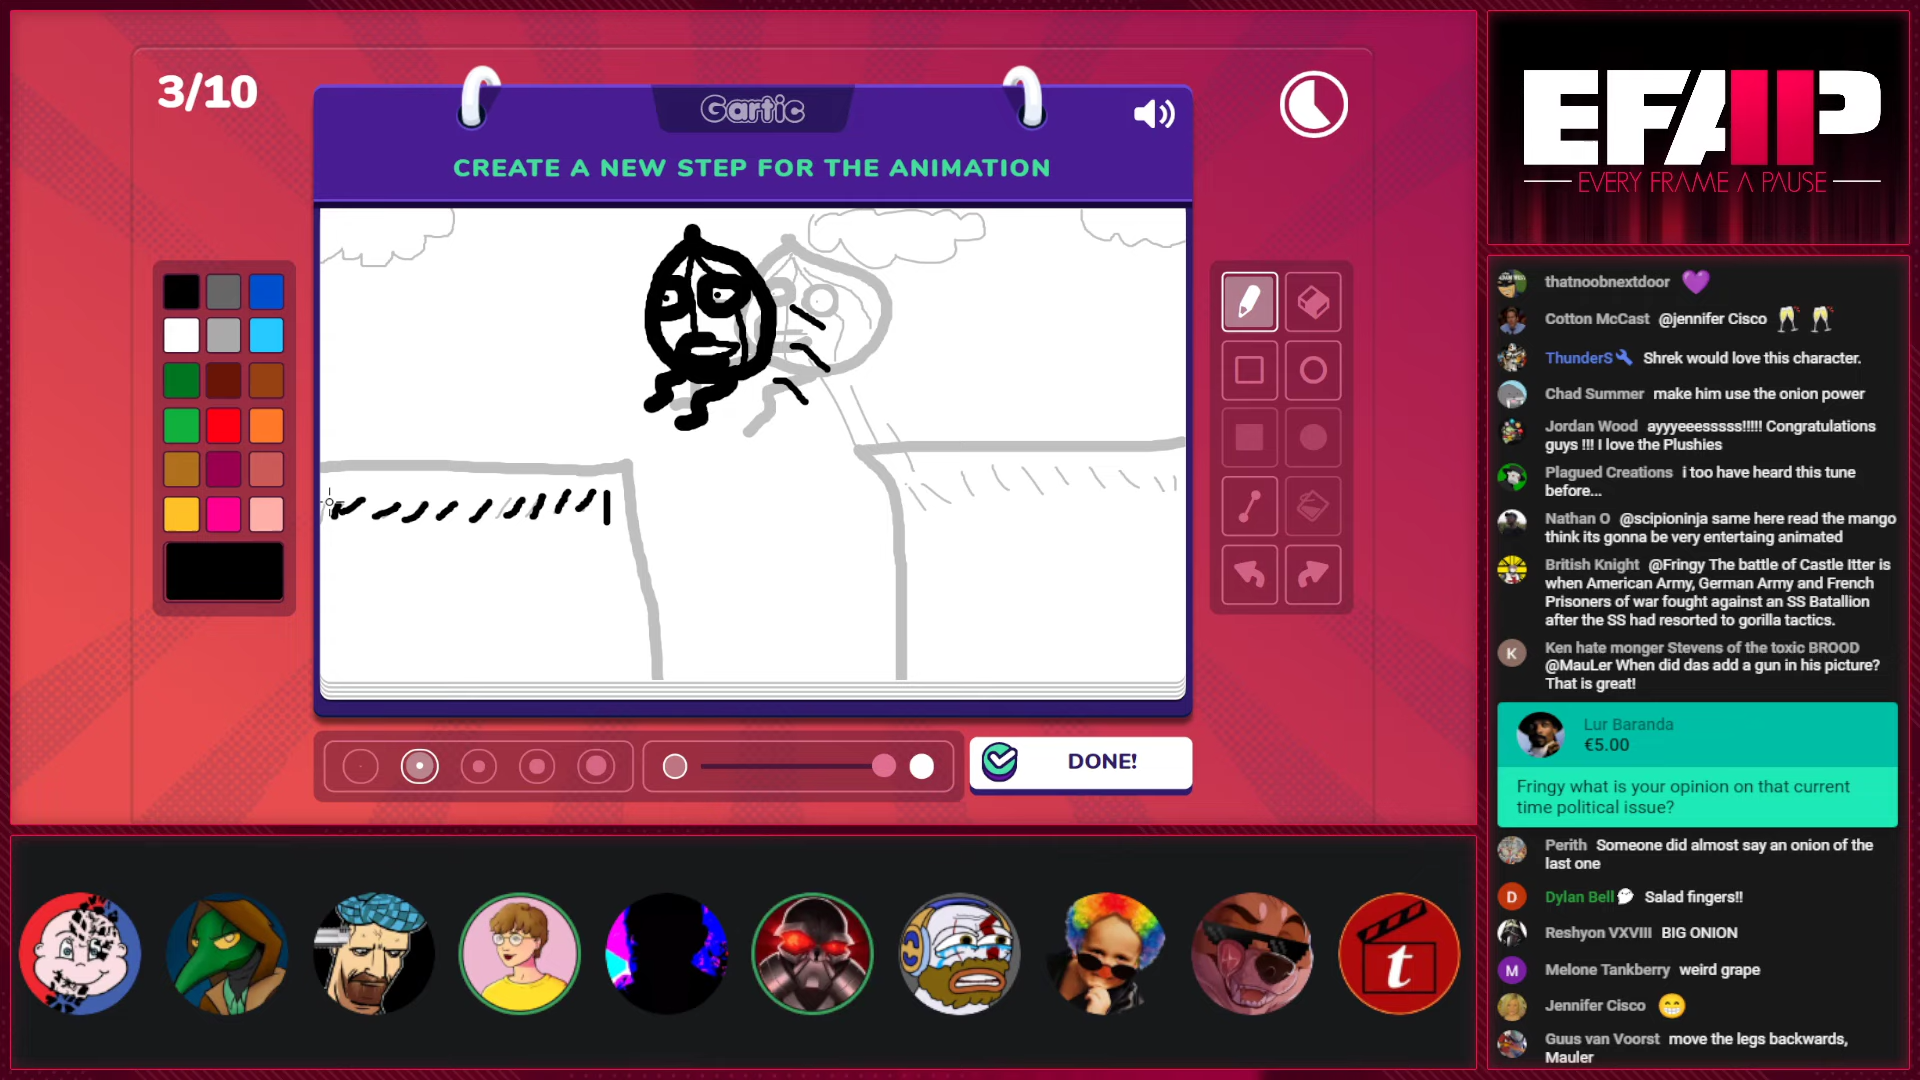 3/10
Gartic
CREATE A NEW STEP FOR THE ANIMATION
DONE!
EFAP
EVERY FRAME A PAUSE
thatnoobnextdoor
Cotton McCast @jennifer Cisco
ThunderS Shrek would love this character.
Chad Summer make him use the onion power
Jordan Wood ayyyeeesssss!!!!! Congratulations
guys !!! I love the Plushies
Plagued Creations i too have heard this tune
before...
Nathan O @scipioninja same here read the mango
think its gonna be very entertaing animated
British Knight @Fringy The battle of Castle Itter is
when American Army, German Army and French
Prisoners of war fought against an SS Batallion
after the SS had resorted to gorilla tactics.
K
Ken hate monger Stevens of the toxic BROOD
@MauLer When did das add a gun in his picture?
That is great!
Lur Baranda
€5.00
Fringy what is your opinion on that current
time political issue?
Perith Someone did almost say an onion of the
last one
D Dylan Bell Salad fingers!!
Reshyon VXVIII BIG ONION
M Melone Tankberry weird grape
Jennifer Cisco
Guus van Voorst move the legs backwards,
Mauler
t